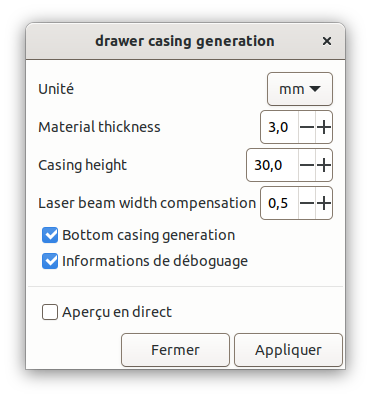 drawer casing generation ×
Unité mm
Material thickness 3,0
Casing height 30,0
Laser beam width compensation 0,5
Bottom casing generation
Informations de déboguage
Aperçu en direct
Fermer Appliquer